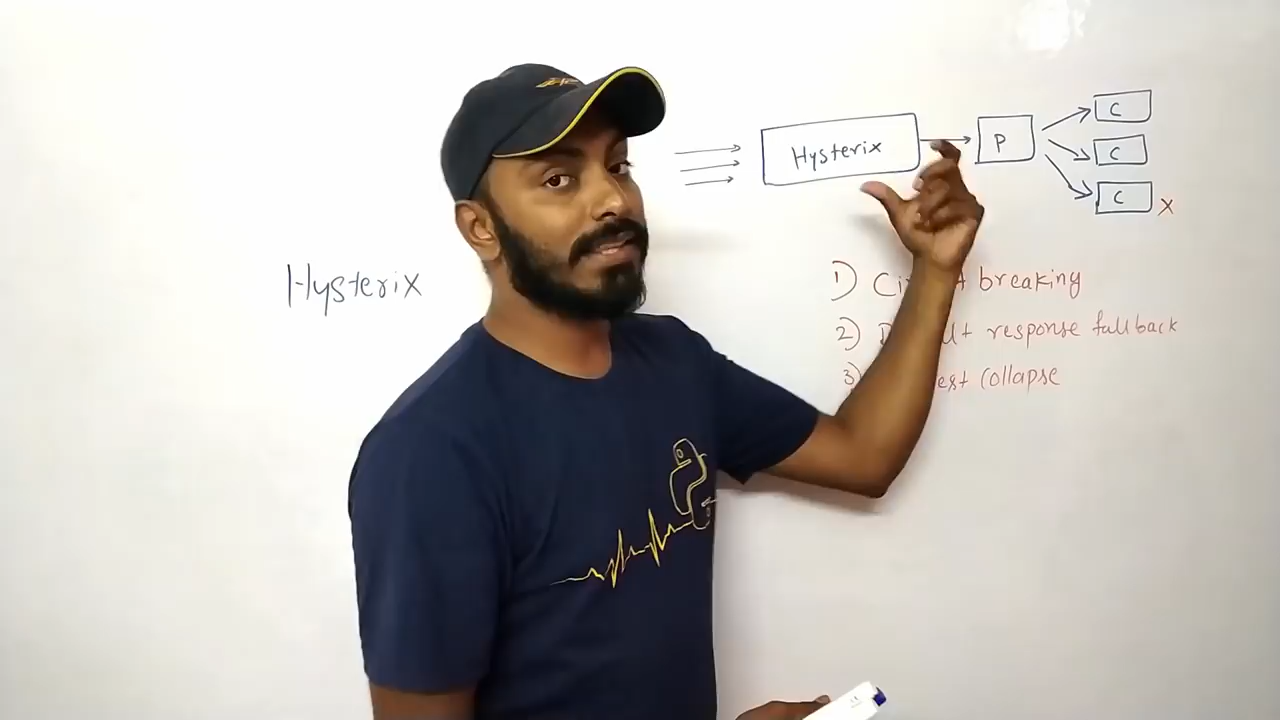 Hysterix
P
C
C
C X
Hysterix
1) breaking
2) response fallback
3) collapse